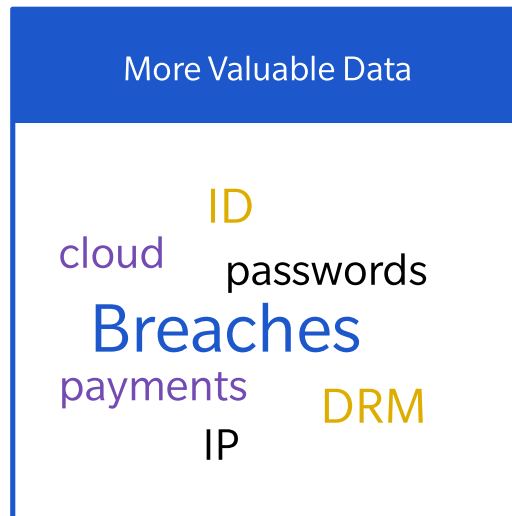 More Valuable Data
ID
cloud
passwords
Breaches
payments
DRM
IP